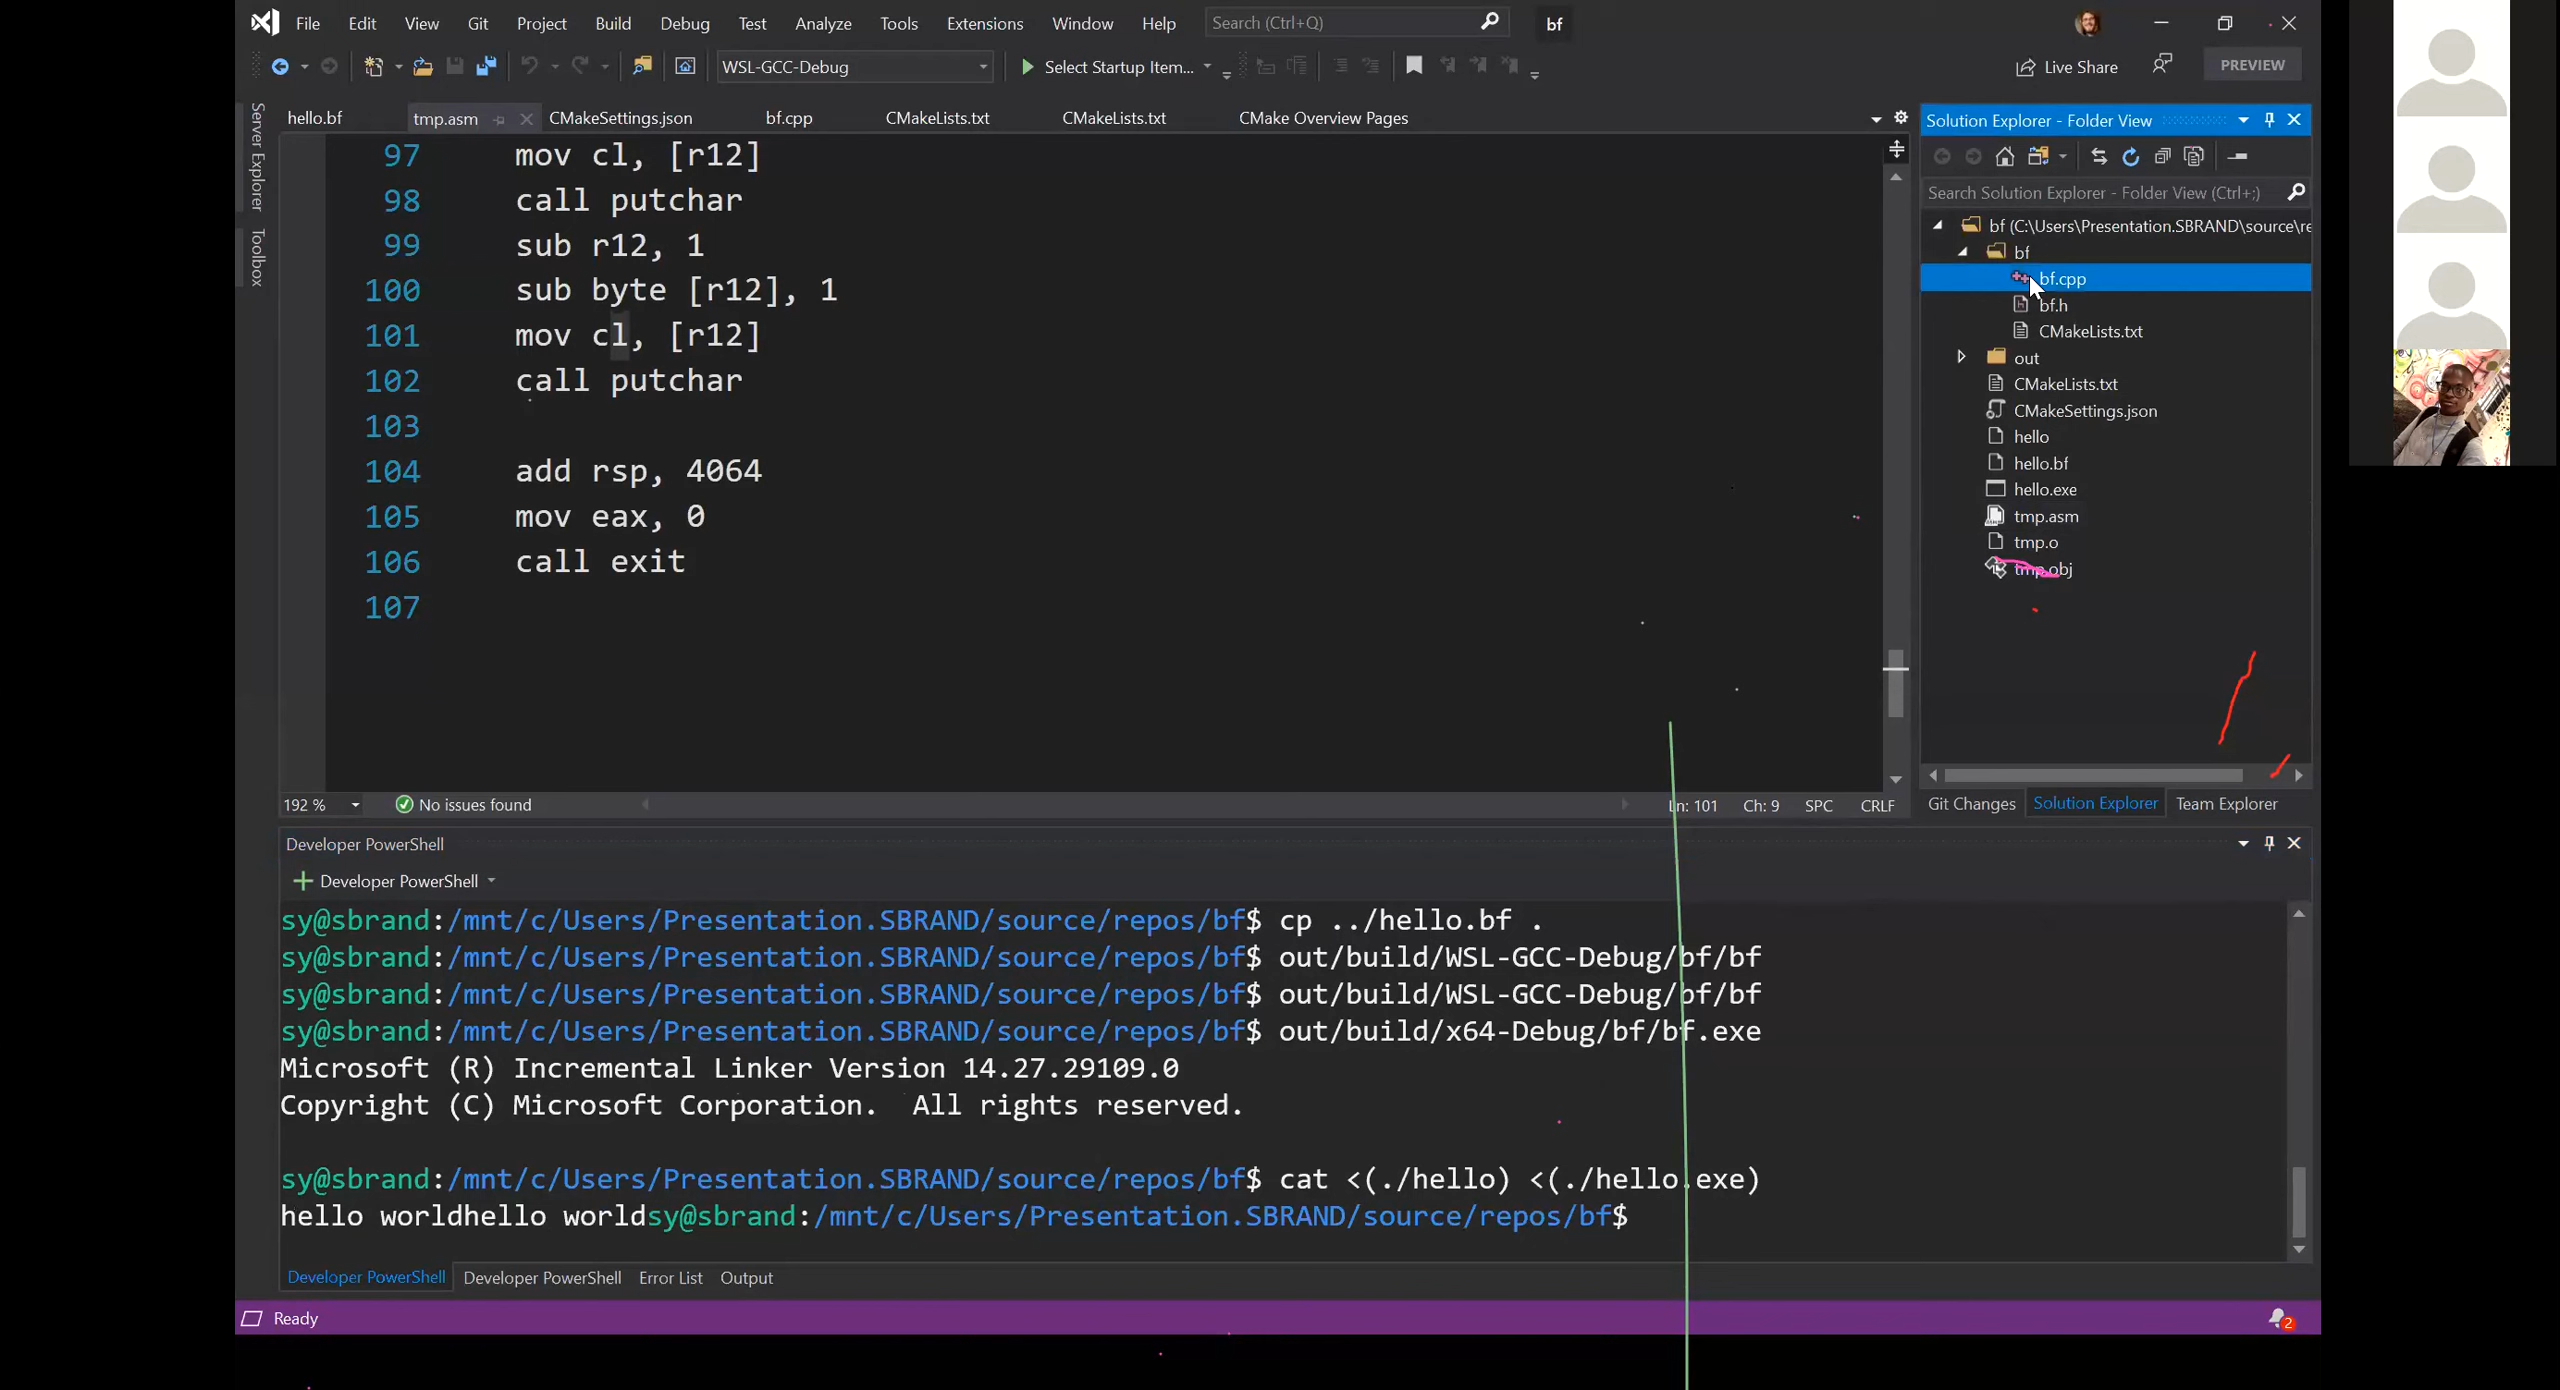 File Edit View Git Project Build Debug Test Analyze Tools Extensions Window Help Search (Ctrl+Q) bf
WSL-GCC-Debug Select Startup Item... Live Share PREVIEW
Server Explorer
Toolbox
hello.bf tmp.asm CMakeSettings.json bf.cpp CMakeLists.txt CMakeLists.txt CMake Overview Pages
97 mov cl, [r12]
98 call putchar
99 sub r12, 1
100 sub byte [r12], 1
101 mov cl, [r12]
102 call putchar
103
104 add rsp, 4064
105 mov eax, 0
106 call exit
107
192 % No issues found Ln: 101 Ch: 9 SPC CRLF
Solution Explorer - Folder View
Search Solution Explorer - Folder View (Ctrl+;)
bf (C:\Users\Presentation.SBRAND\source\re
bf
bf.cpp
bf.h
CMakeLists.txt
out
CMakeLists.txt
CMakeSettings.json
hello
hello.bf
hello.exe
tmp.asm
tmp.o
tmp.obj
Git Changes Solution Explorer Team Explorer
Developer PowerShell
Developer PowerShell
sy@sbrand:/mnt/c/Users/Presentation.SBRAND/source/repos/bf$ cp ../hello.bf .
sy@sbrand:/mnt/c/Users/Presentation.SBRAND/source/repos/bf$ out/build/WSL-GCC-Debug/bf/bf
sy@sbrand:/mnt/c/Users/Presentation.SBRAND/source/repos/bf$ out/build/WSL-GCC-Debug/bf/bf
sy@sbrand:/mnt/c/Users/Presentation.SBRAND/source/repos/bf$ out/build/x64-Debug/bf/bf.exe
Microsoft (R) Incremental Linker Version 14.27.29109.0
Copyright (C) Microsoft Corporation.  All rights reserved.
sy@sbrand:/mnt/c/Users/Presentation.SBRAND/source/repos/bf$ cat <(./hello) <(./hello.exe)
hello worldhello worldsy@sbrand:/mnt/c/Users/Presentation.SBRAND/source/repos/bf$
Developer PowerShell Developer PowerShell Error List Output
Ready 2